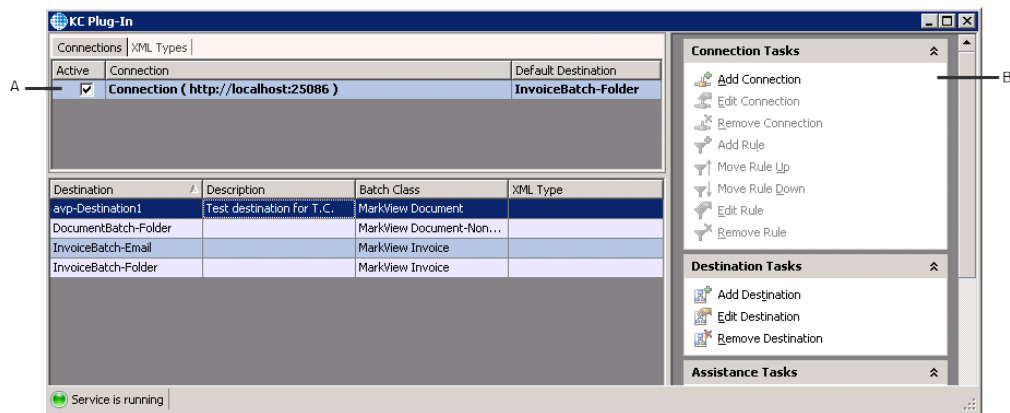 KC Plug-In
Connections XML Types
Active Connection Default Destination
A
Connection ( http://localhost:25086 ) InvoiceBatch-Folder
Destination Description Batch Class XML Type
avp-Destination1 Test destination for T.C. MarkView Document
DocumentBatch-Folder MarkView Document-Non...
InvoiceBatch-Email MarkView Invoice
InvoiceBatch-Folder MarkView Invoice
Connection Tasks
Add Connection
B
Edit Connection
Remove Connection
Add Rule
Move Rule Up
Move Rule Down
Edit Rule
Remove Rule
Destination Tasks
Add Destination
Edit Destination
Remove Destination
Assistance Tasks
Service is running